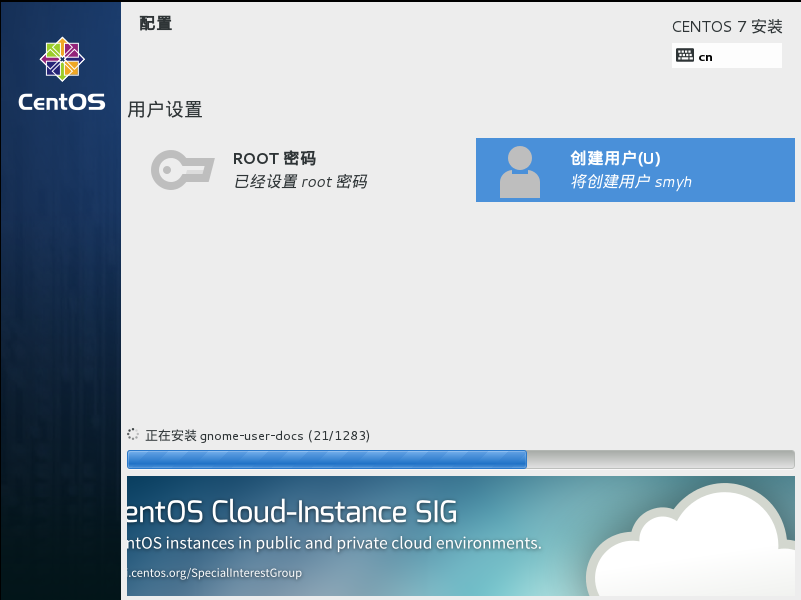 配置
CENTOS 7 安装
cn
CentOS
用户设置
ROOT 密码
已经设置 root 密码
创建用户(U)
将创建用户 smyh
正在安装 gnome-user-docs (21/1283)
entOS Cloud-Instance SIG
ntOS instances in public and private cloud environments.
i.centos.org/SpecialInterestGroup